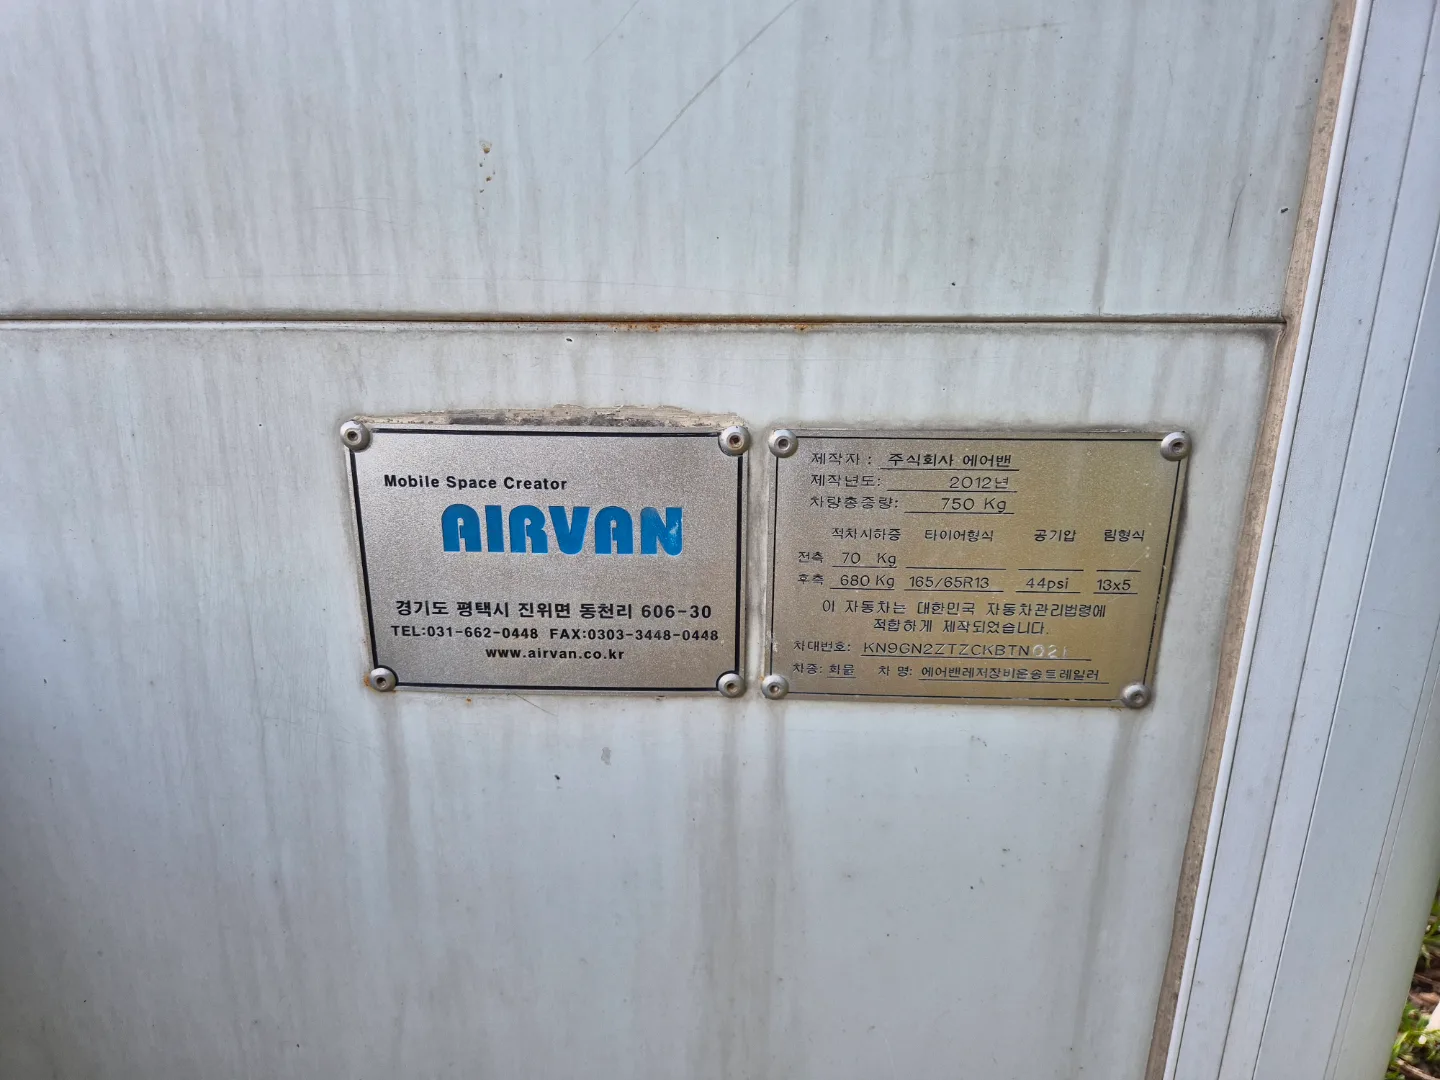 Mobile Space Creator
AIRVAN
경기도 평택시 진위면 동천리 606-30
TEL:031-662-0448 FAX:0303-3448-0448
www.airvan.co.kr
제작자 : 주식회사 에어밴
제작년도: 2012년
차량총중량: 750 Kg
적차시하중 타이어형식 공기압 림형식
전축 70 Kg
후축 680 Kg 165/65R13 44psi 13x5
이 자동차는 대한민국 자동차관리법령에
적합하게 제작되었습니다.
차대번호: KN9GN2ZTZCKBTN021
차종: 화물 차 명: 에어밴레저장비운송트레일러